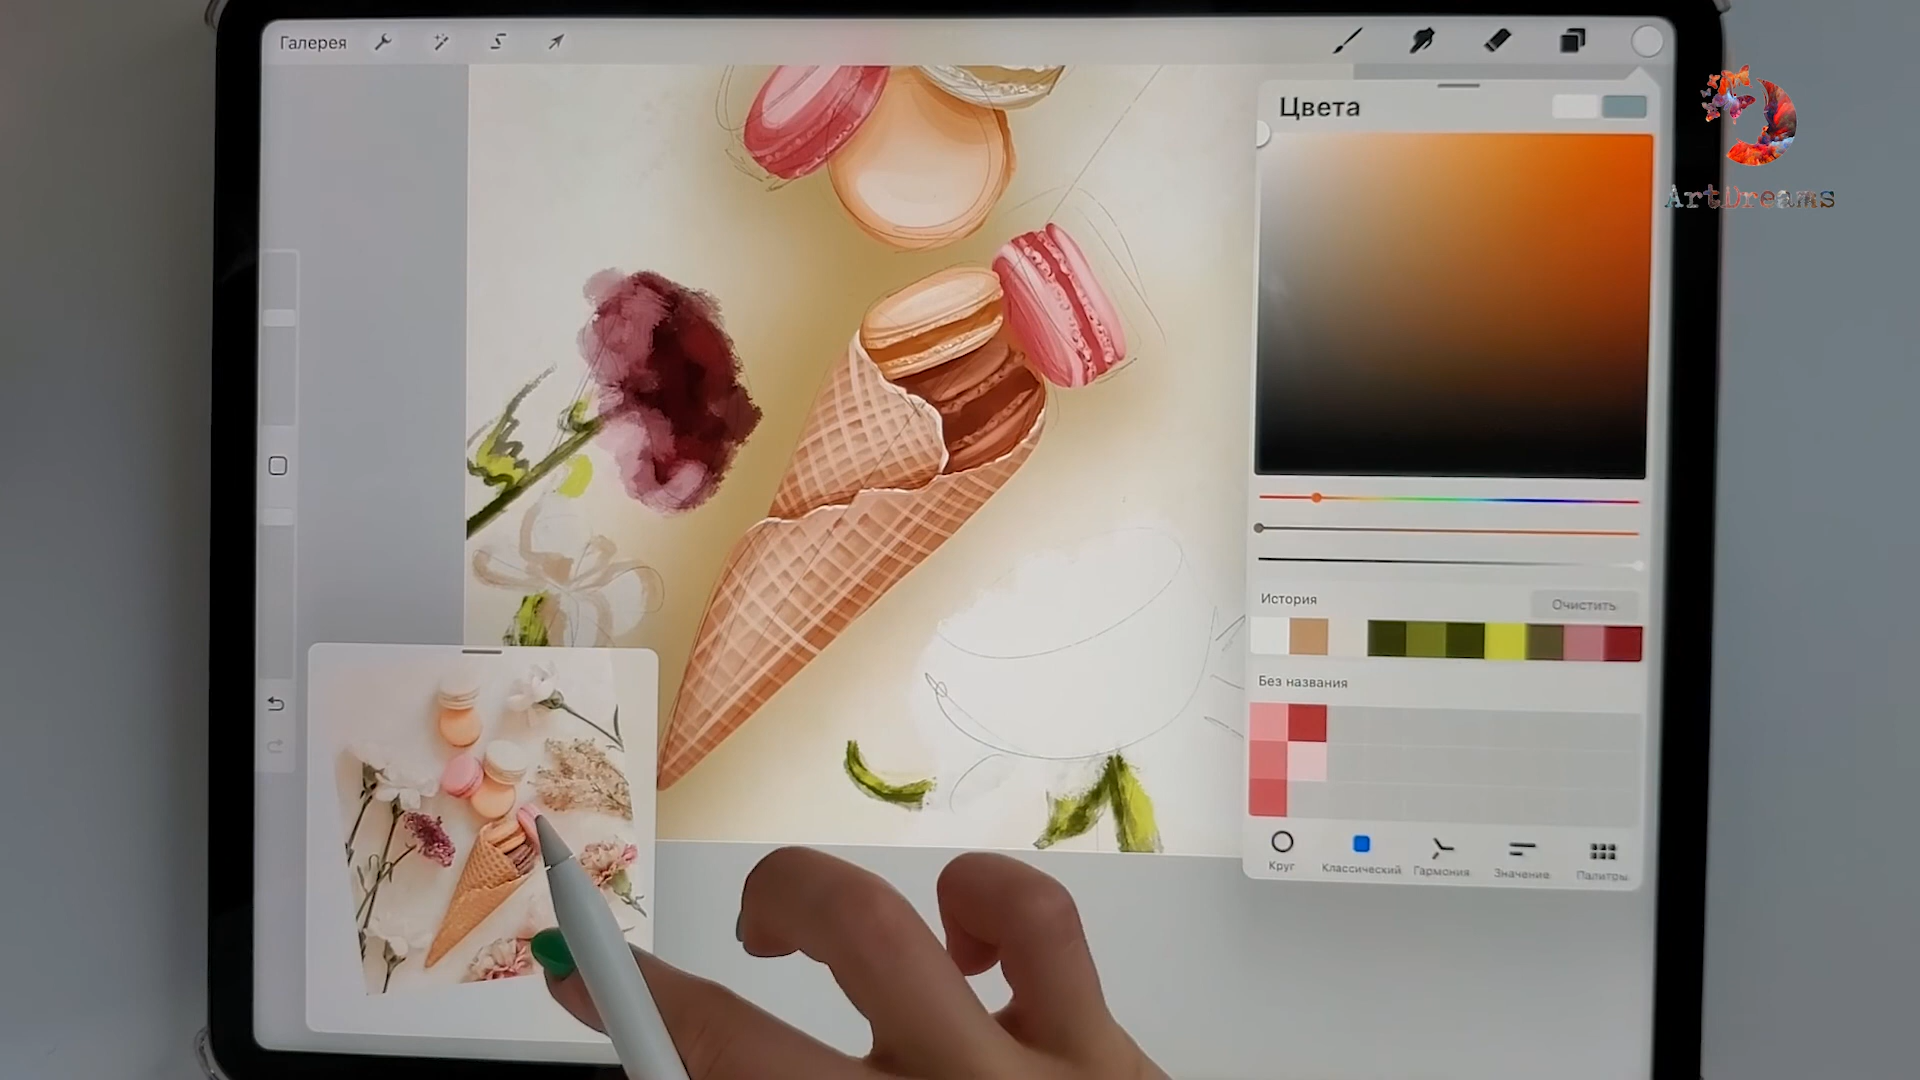 Галерея
Цвета
ArtDreams
История
Очистить
Без названия
Круг
Классический
Гармония
Значение
Палитры